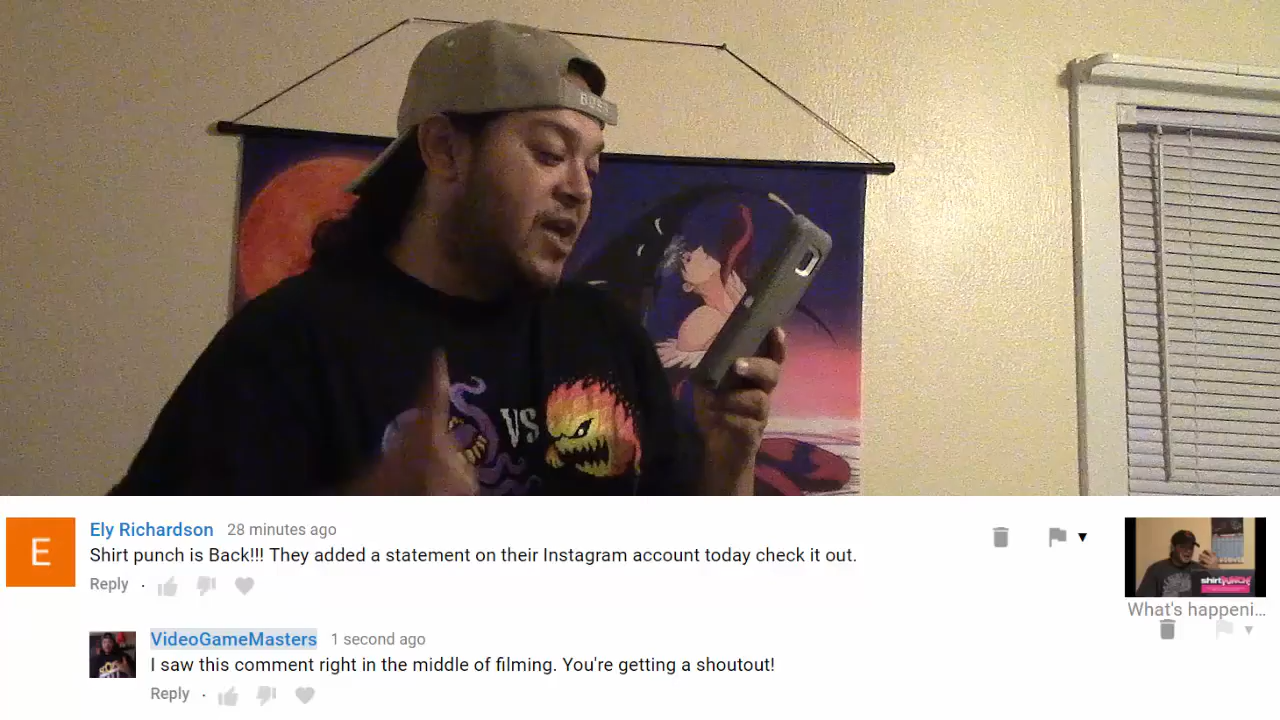 BOSS
VS
E
Ely Richardson 28 minutes ago
Shirt punch is Back!!! They added a statement on their Instagram account today check it out.
Reply ·
shirtPUNCH
What's happeni...
VideoGameMasters 1 second ago
I saw this comment right in the middle of filming. You're getting a shoutout!
Reply ·